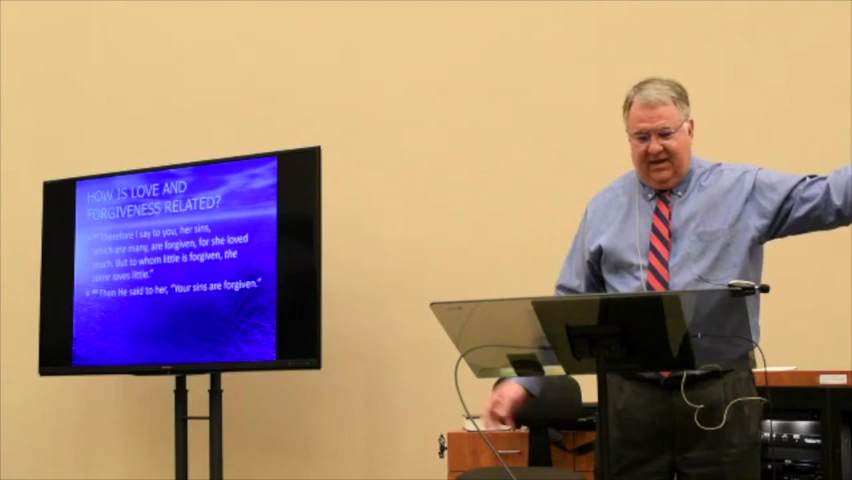 HOW IS LOVE AND
FORGIVENESS RELATED?
Therefore I say to you, her sins,
which are many, are forgiven, for she loved
much. But to whom little is forgiven, the
same loves little."
48 Then He said to her, "Your sins are forgiven."